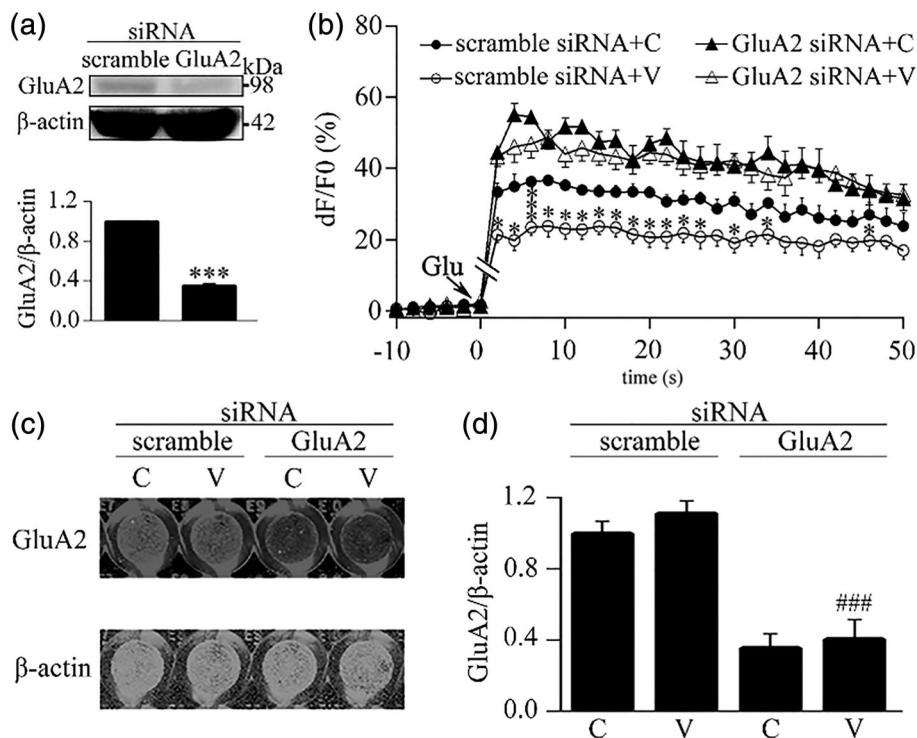 (a)
siRNA
scramble GluA2 kDa
GluA2 -98
β-actin -42
GluA2/β-actin
1.2
0.8
0.4
0.0
***
(b)
scramble siRNA+C
GluA2 siRNA+C
scramble siRNA+V
GluA2 siRNA+V
dF/F0 (%)
80
60
40
20
0
Glu
* * * * * * * * * * * * * * * *
-10 0 10 20 30 40 50
time (s)
(c)
siRNA
scramble GluA2
C V C V
GluA2
β-actin
(d)
siRNA
scramble GluA2
GluA2/β-actin
1.2
0.8
0.4
0.0
###
C V C V